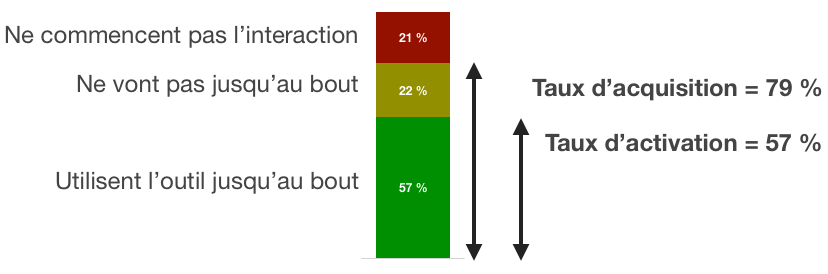 Ne commencent pas l’interaction
21 %
Ne vont pas jusqu’au bout
22 %
Taux d’acquisition = 79 %
Taux d’activation = 57 %
Utilisent l’outil jusqu’au bout
57 %